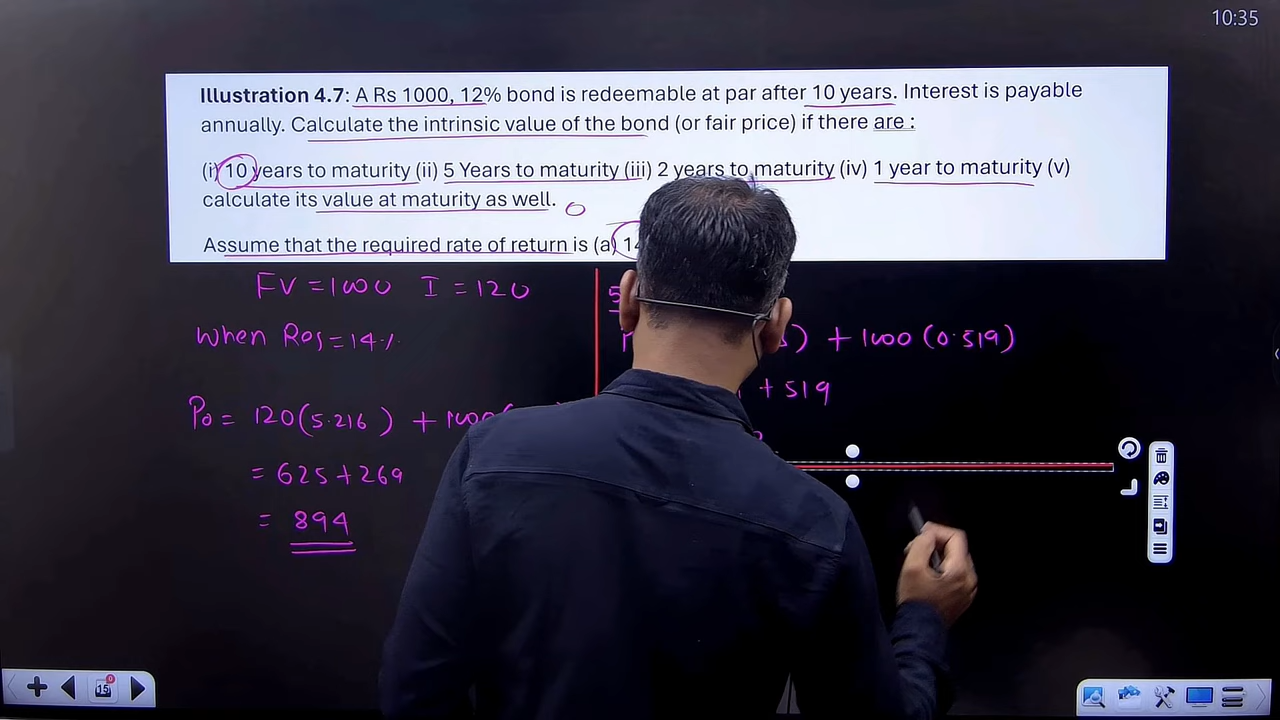 10:35
Illustration 4.7: A Rs 1000, 12% bond is redeemable at par after 10 years. Interest is payable
annually. Calculate the intrinsic value of the bond (or fair price) if there are :
(i) 10 years to maturity (ii) 5 Years to maturity (iii) 2 years to maturity (iv) 1 year to maturity (v)
calculate its value at maturity as well. 0
Assume that the required rate of return is (a) 14
FV = 1000 I = 120
When Ros = 14%
P0 = 120(5.216) + 1000(
= 625 + 269
= 894
5
) + 1000 (0.519)
+ 519
15